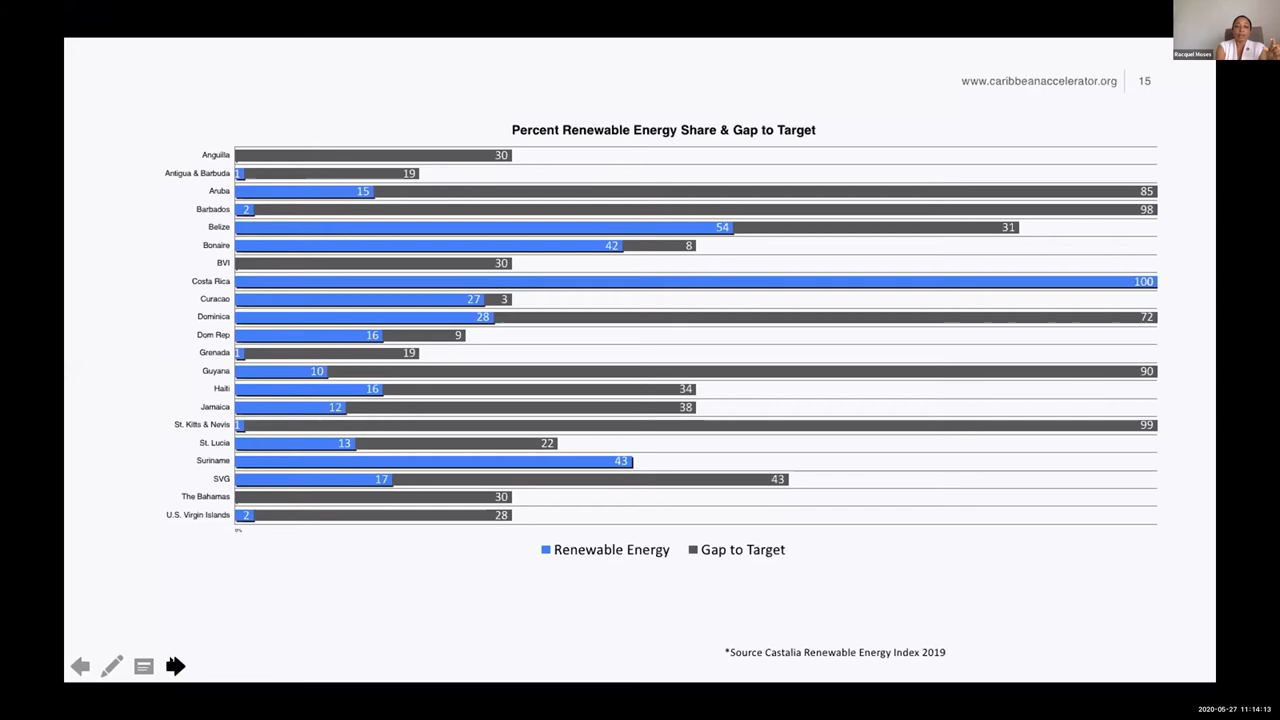 Racquel Moses
www.caribbeanaccelerator.org 15
Percent Renewable Energy Share & Gap to Target
Anguilla 30
Antigua & Barbuda 1 19
Aruba 15 85
Barbados 2 98
Belize 54 31
Bonaire 42 8
BVI 30
Costa Rica 100
Curacao 27 3
Dominica 28 72
Dom Rep 16 9
Grenada 1 19
Guyana 10 90
Haiti 16 34
Jamaica 12 38
St. Kitts & Nevis 1 99
St. Lucia 13 22
Suriname 43
SVG 17 43
The Bahamas 30
U.S. Virgin Islands 2 28
0%
Renewable Energy Gap to Target
*Source Castalia Renewable Energy Index 2019
2020-05-27 11:14:13